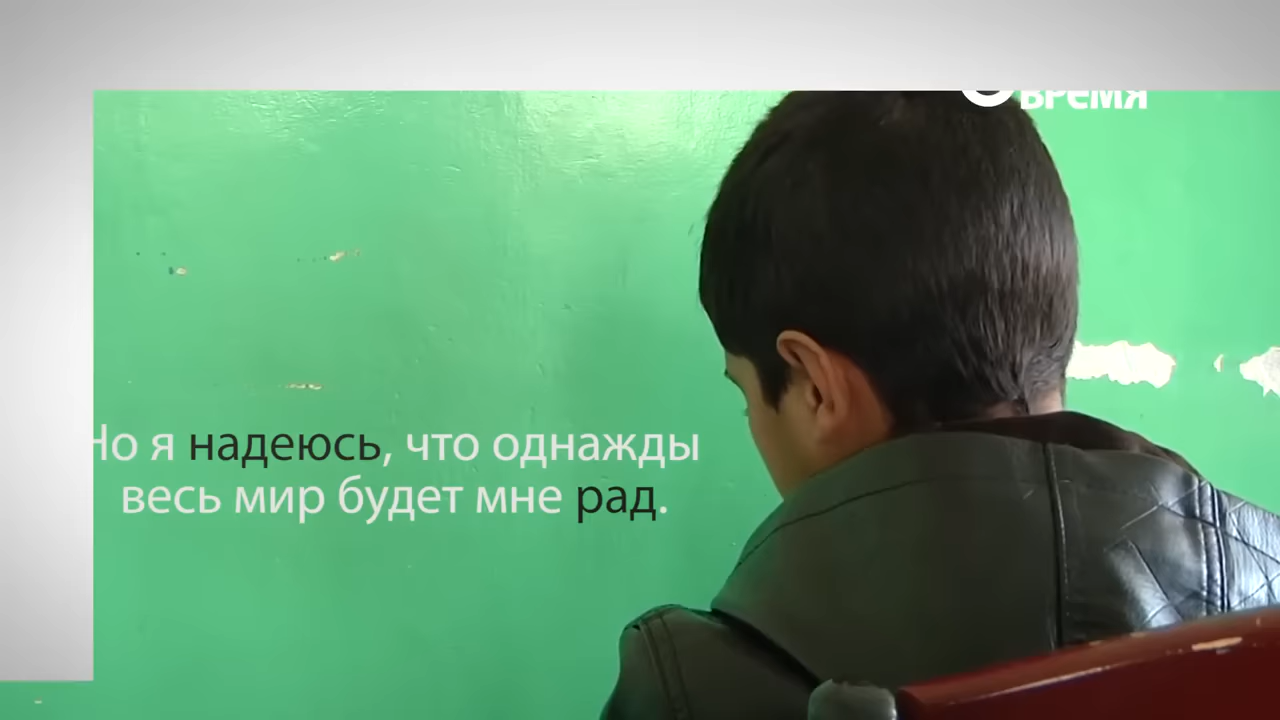 ВРЕМЯ
Но я надеюсь, что однажды
весь мир будет мне рад.